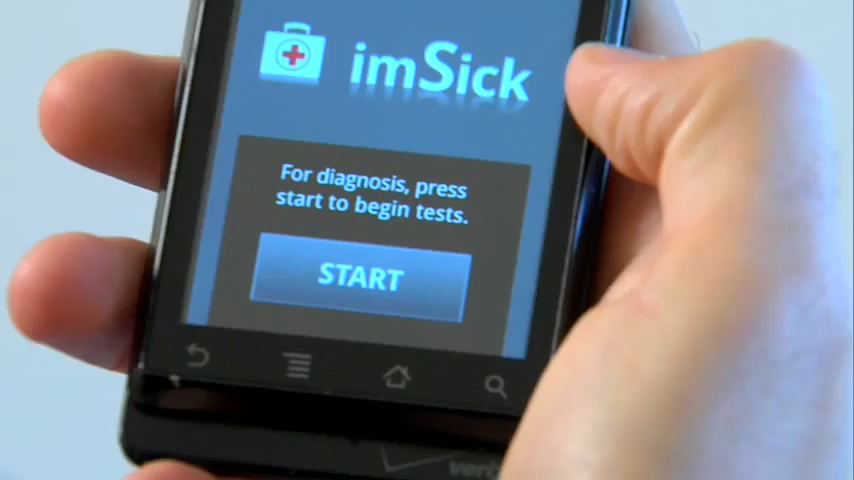 imSick
For diagnosis, press
start to begin tests.
START